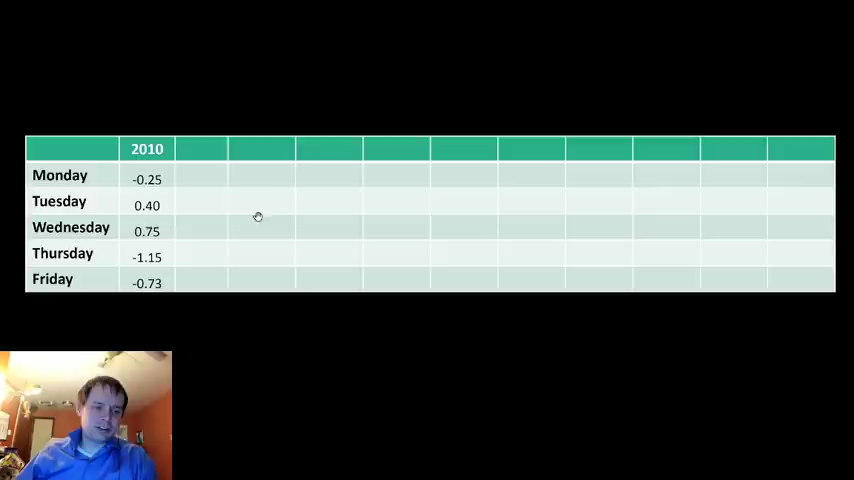 2010
Monday -0.25
Tuesday 0.40
Wednesday 0.75
Thursday -1.15
Friday -0.73